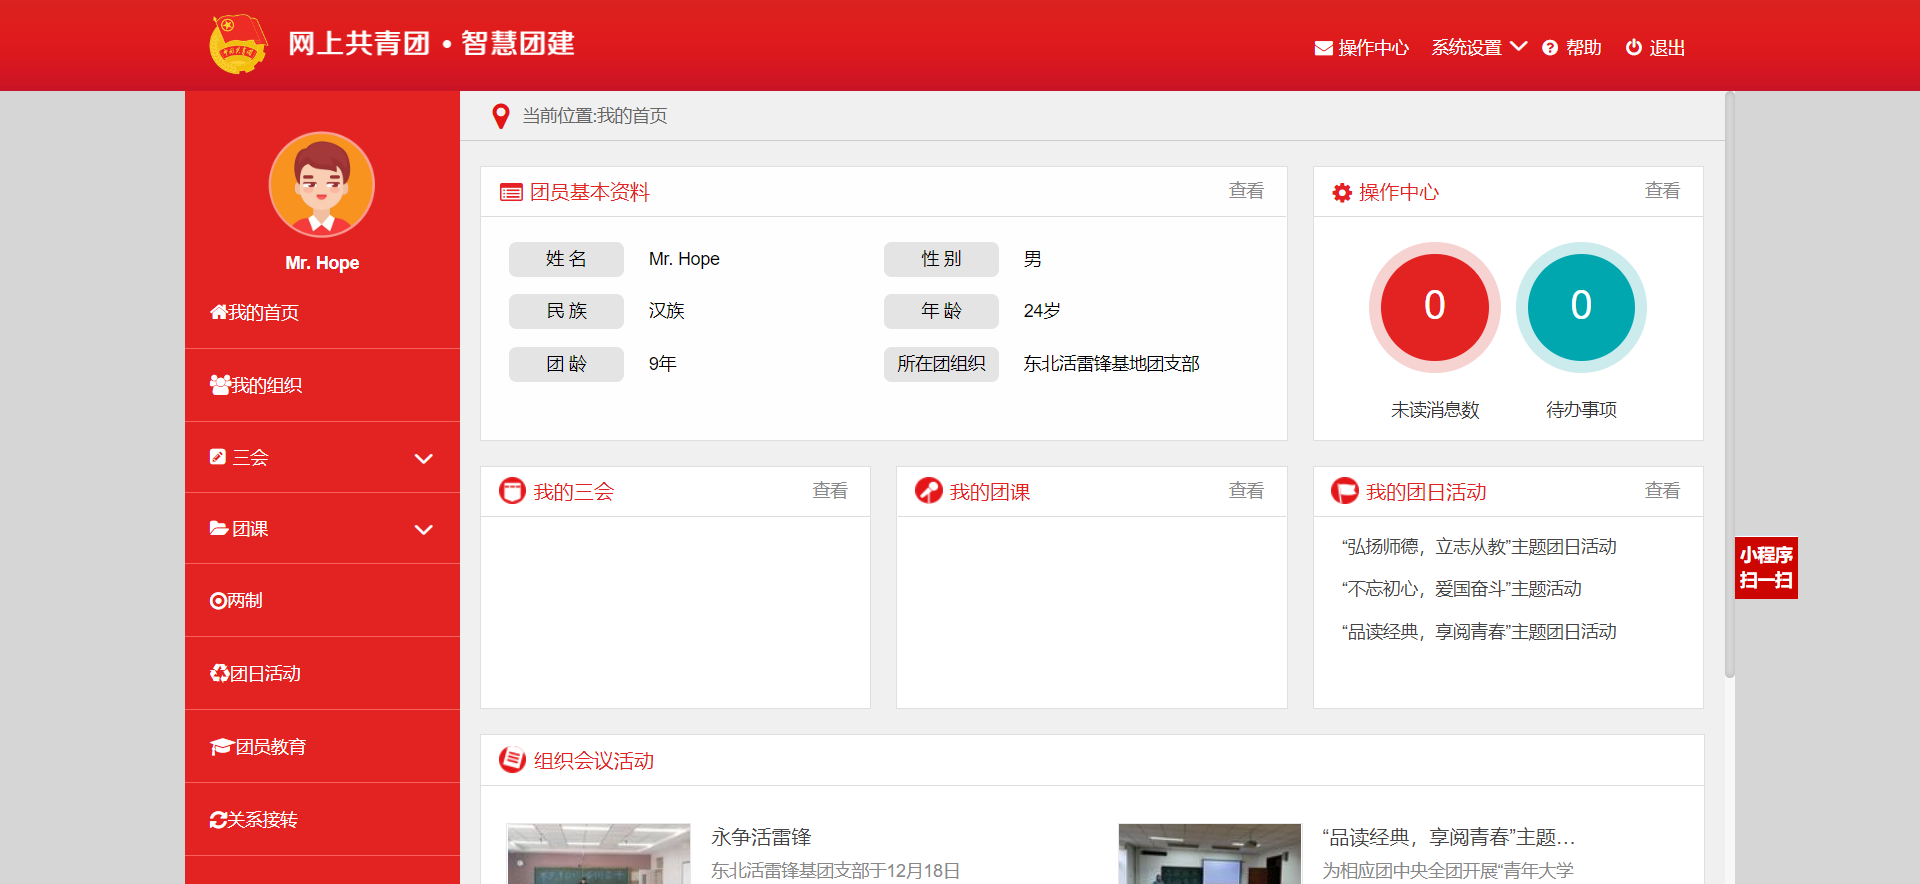 网上共青团·智慧团建
操作中心 系统设置 帮助 退出
Mr. Hope
我的首页
我的组织
三会
团课
两制
团日活动
团员教育
关系接转
当前位置:我的首页
团员基本资料 查看
姓 名 Mr. Hope 性 别 男
民 族 汉族 年 龄 24岁
团 龄 9年 所在团组织 东北活雷锋基地团支部
操作中心 查看
0 0
未读消息数 待办事项
我的三会 查看
我的团课 查看
我的团日活动 查看
“弘扬师德，立志从教”主题团日活动
“不忘初心，爱国奋斗”主题活动
“品读经典，享阅青春”主题团日活动
小程序
扫一扫
组织会议活动
永争活雷锋
东北活雷锋基团支部于12月18日
“品读经典，享阅青春”主题...
为相应团中央全团开展“青年大学